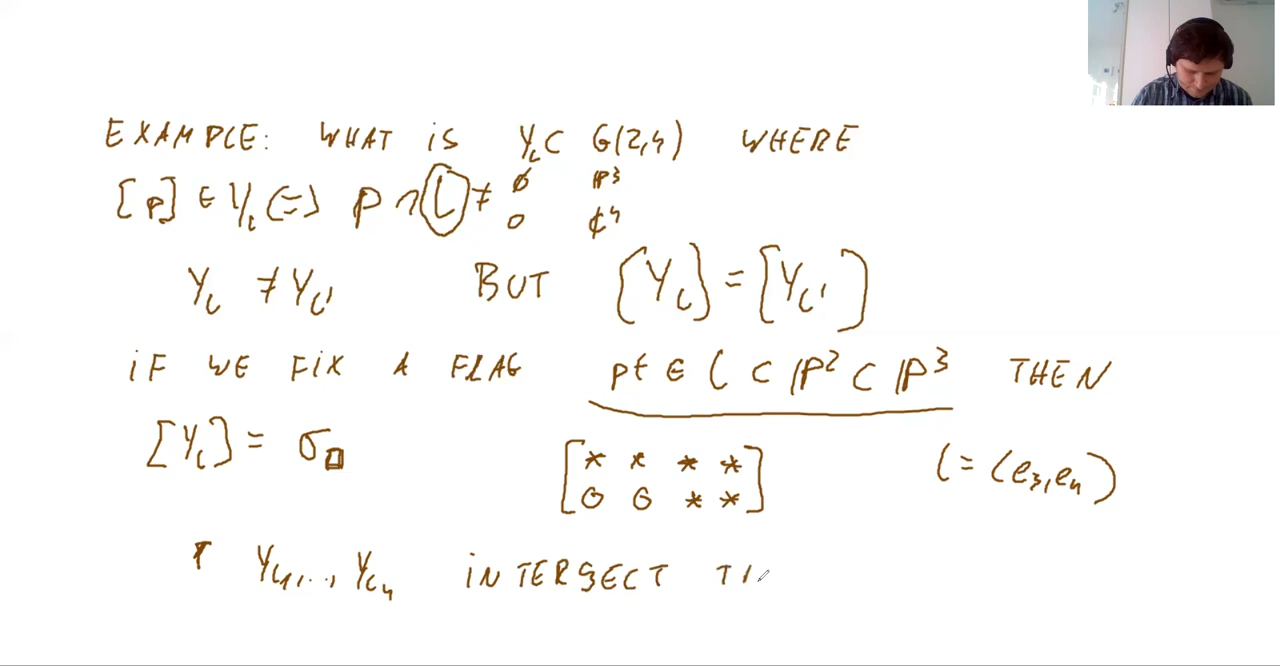 EXAMPLE: WHAT IS Y_L ⊂ G(2,4) WHERE
[P] ∈ Y_L (=) P ∩ L ≠ ∅ ℙ³
0 ℂ⁴
Y_L ≠ Y_L' BUT [Y_L] = [Y_L']
IF WE FIX A FLAG pt ∈ L ⊂ ℙ² ⊂ ℙ³ THEN
[Y_L] = σ_□ [* * * *
0 0 * *] L = (e₃,e₄)
Y_L₁,..., Y_L₄ INTERSECT